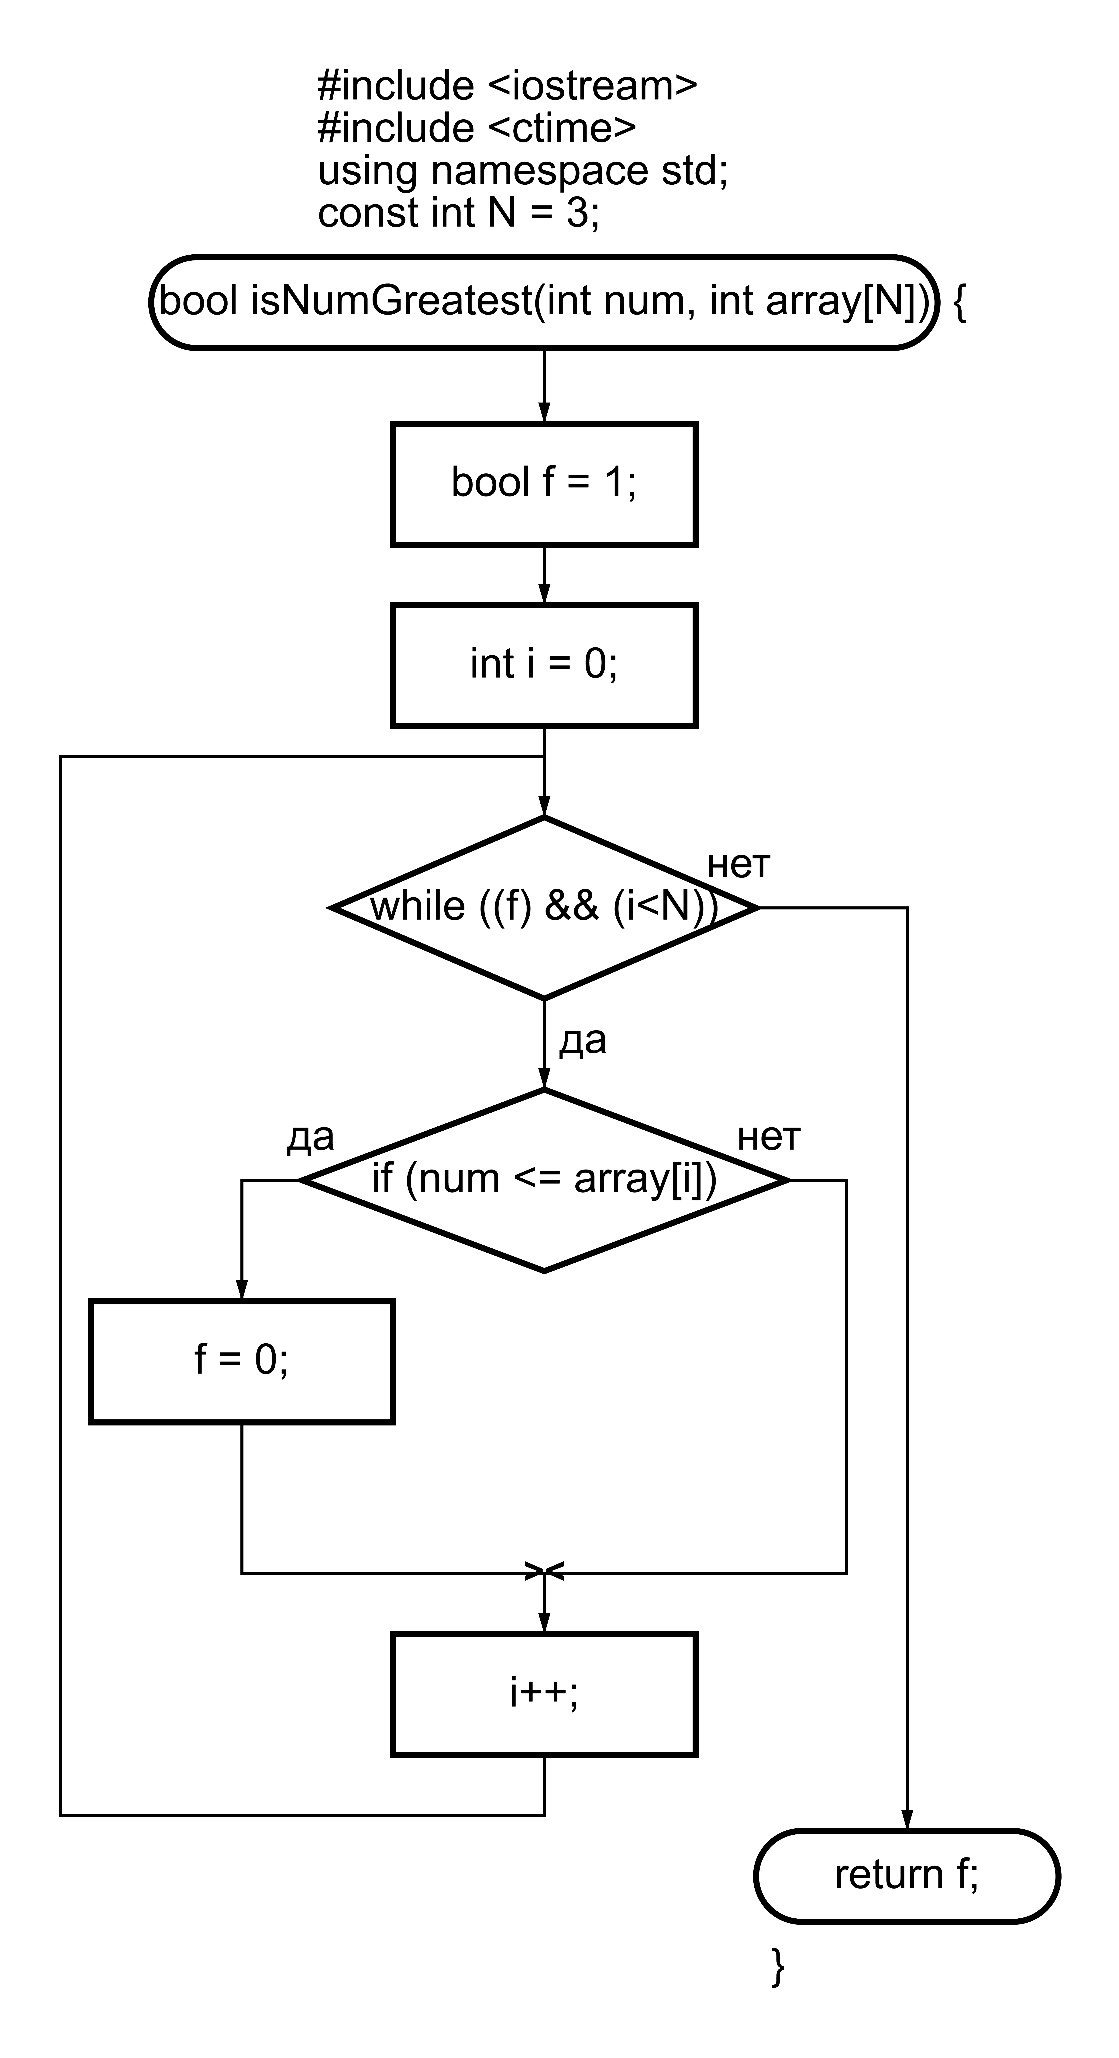 #include <iostream>
#include <ctime>
using namespace std;
const int N = 3;
bool isNumGreatest(int num, int array[N]) {
bool f = 1;
int i = 0;
нет
while ((f) && (i<N))
да
да
нет
if (num <= array[i])
f = 0;
><
i++;
return f;
}